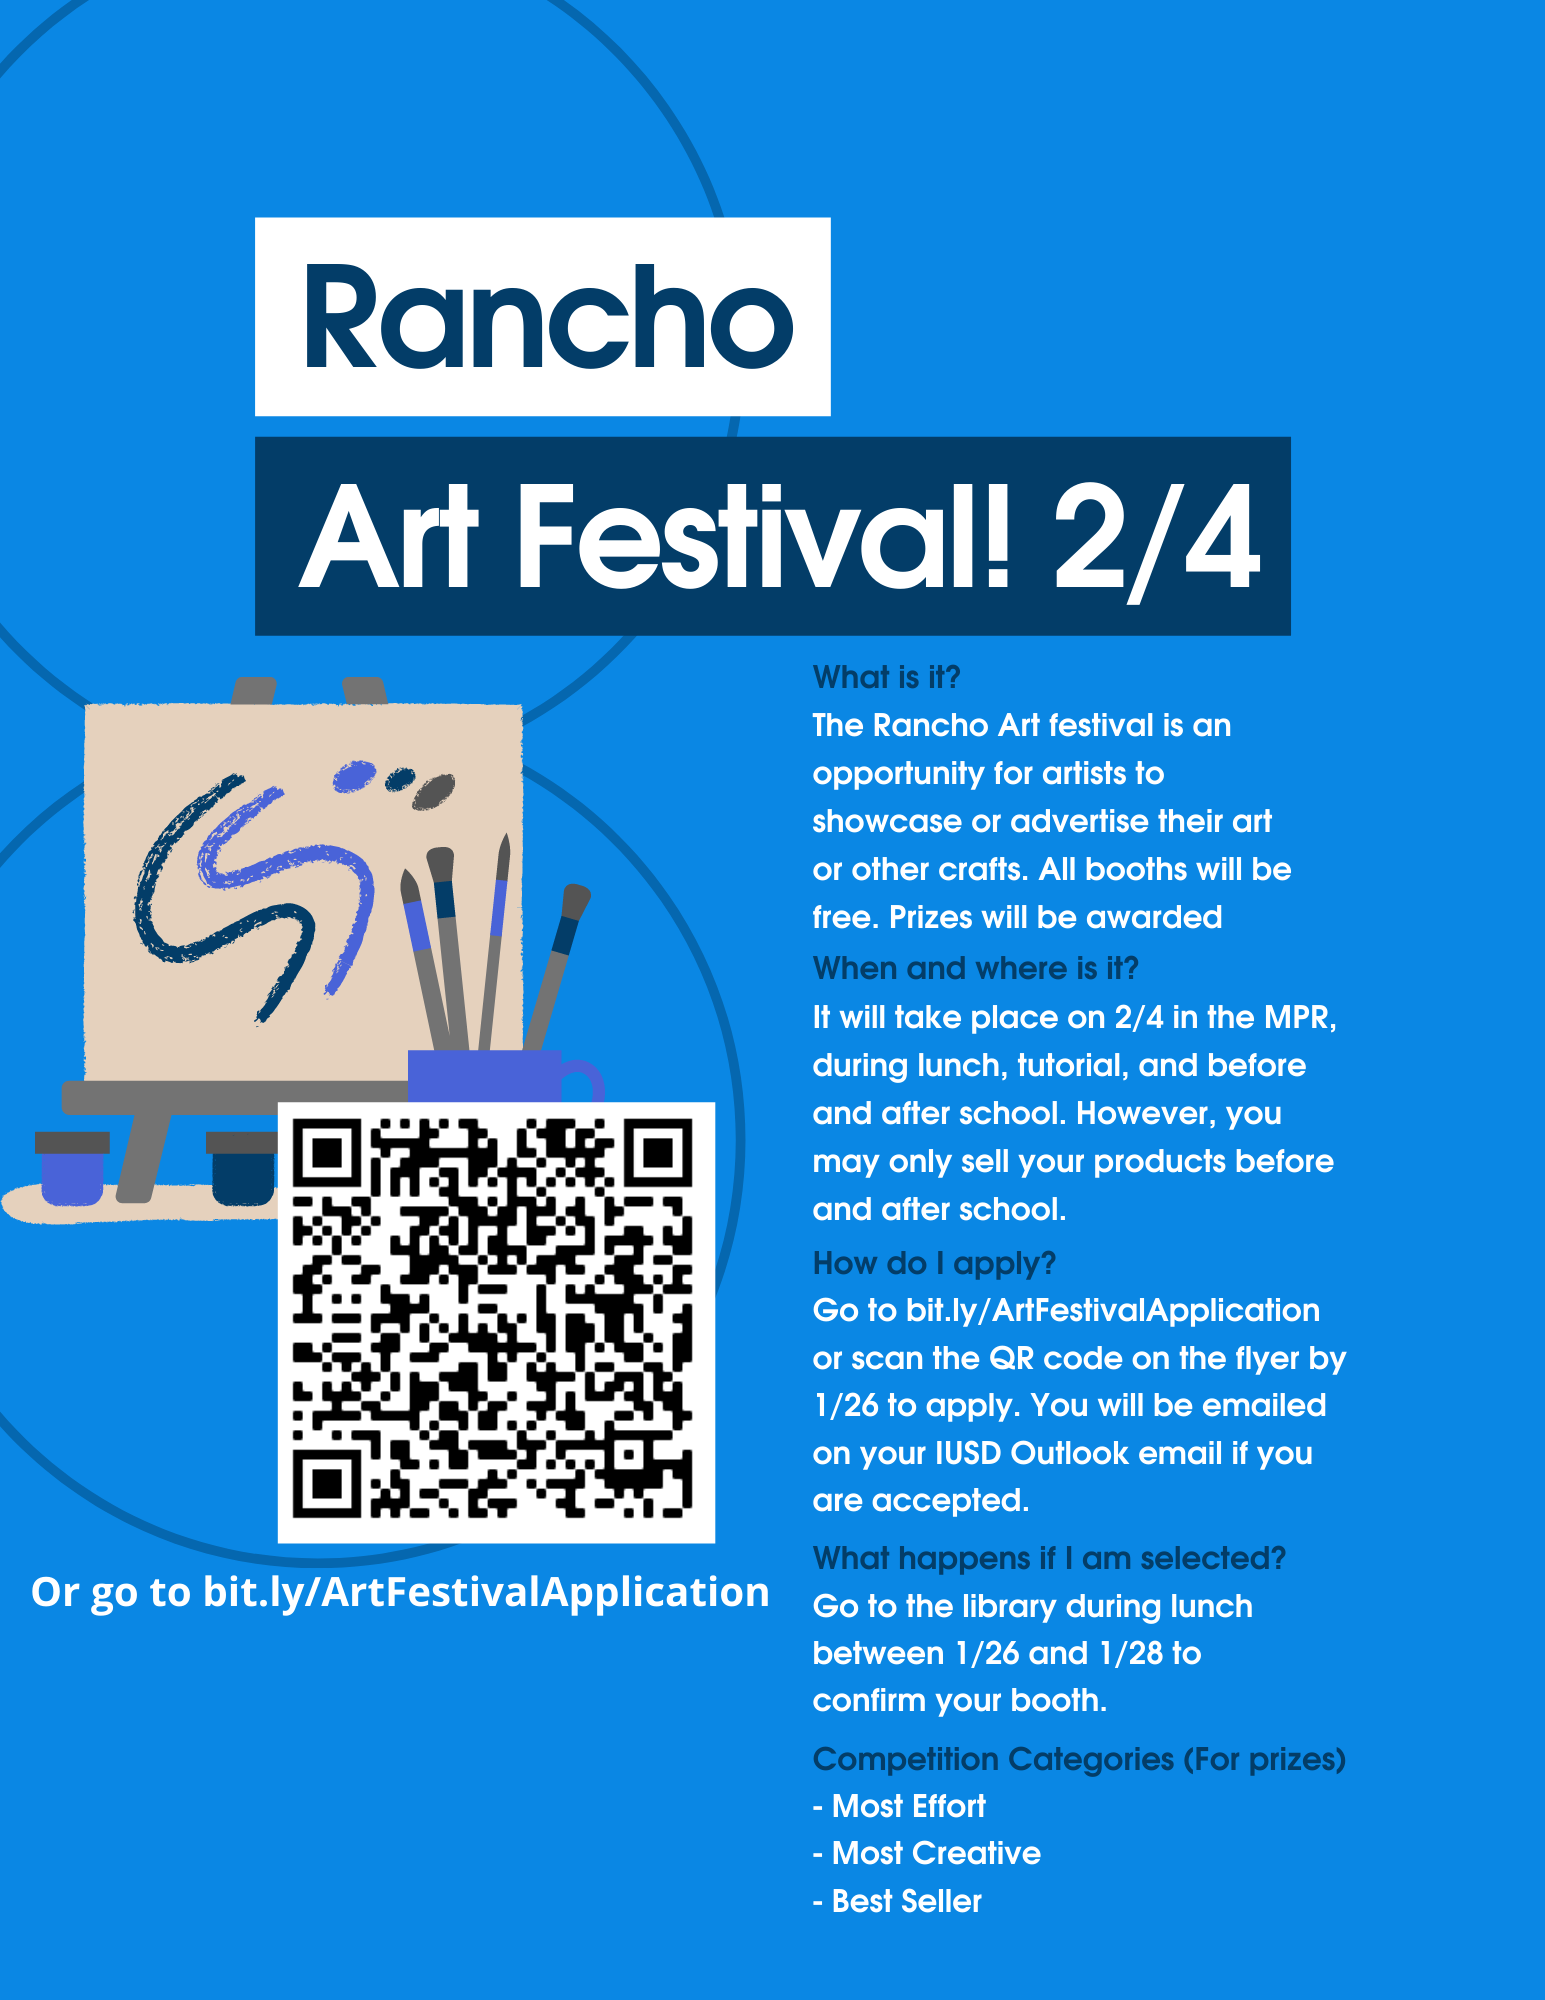 Rancho
Art Festival! 2/4
What is it?
The Rancho Art festival is an
opportunity for artists to
showcase or advertise their art
or other crafts. All booths will be
free. Prizes will be awarded
When and where is it?
It will take place on 2/4 in the MPR,
during lunch, tutorial, and before
and after school. However, you
may only sell your products before
and after school.
How do I apply?
Go to bit.ly/ArtFestivalApplication
or scan the QR code on the flyer by
1/26 to apply. You will be emailed
on your IUSD Outlook email if you
are accepted.
What happens if I am selected?
Go to the library during lunch
between 1/26 and 1/28 to
confirm your booth.
Competition Categories (For prizes)
- Most Effort
- Most Creative
- Best Seller
Or go to bit.ly/ArtFestivalApplication